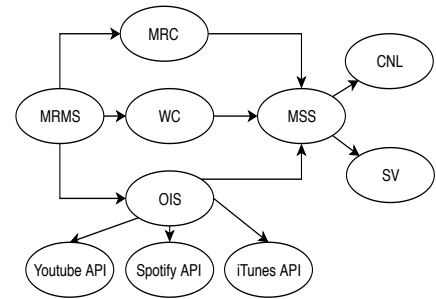 MRC
CNL
MRMS
WC
MSS
SV
OIS
Youtube API
Spotify API
iTunes API